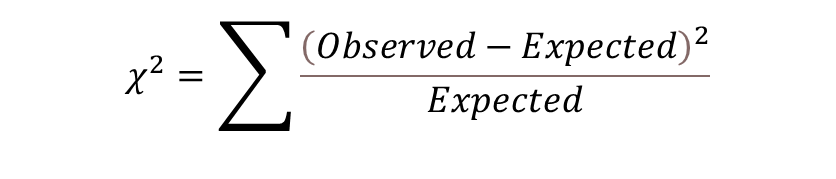 χ² = ∑ (Observed − Expected)² / Expected